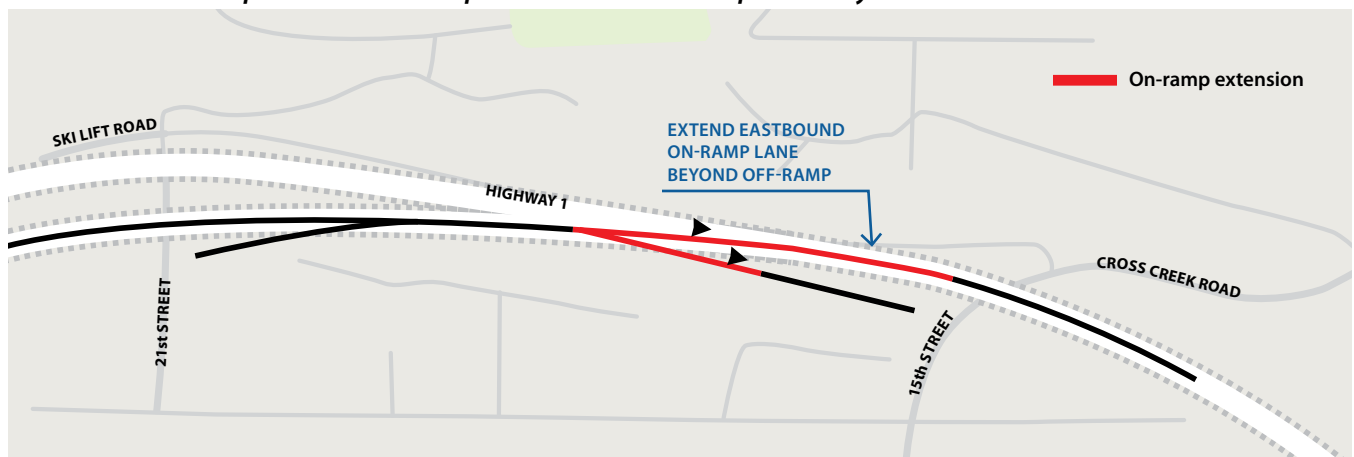 On-ramp extension
SKI LIFT ROAD
EXTEND EASTBOUND
ON-RAMP LANE
BEYOND OFF-RAMP
HIGHWAY 1
CROSS CREEK ROAD
21st STREET
15th STREET